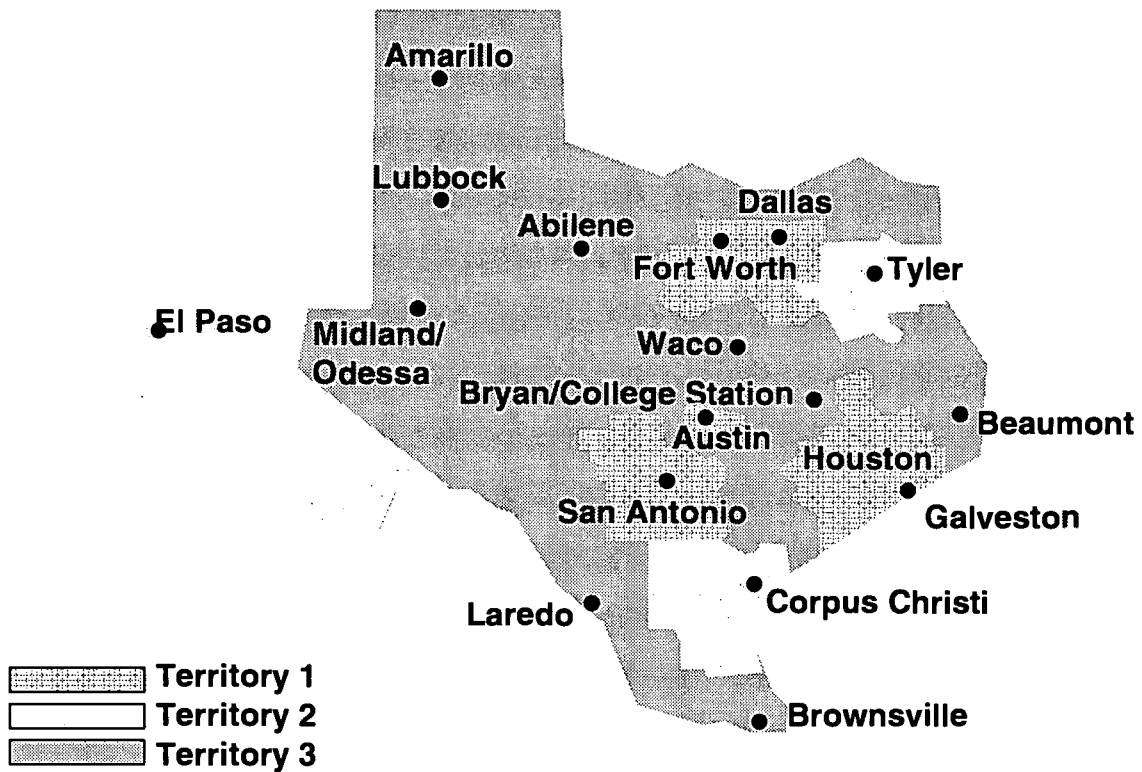 Amarillo
Lubbock
Dallas
Abilene
Fort Worth
Tyler
El Paso
Midland/
Odessa
Waco
Bryan/College Station
Beaumont
Austin
Houston
San Antonio
Galveston
Corpus Christi
Laredo
Territory 1
Territory 2
Brownsville
Territory 3